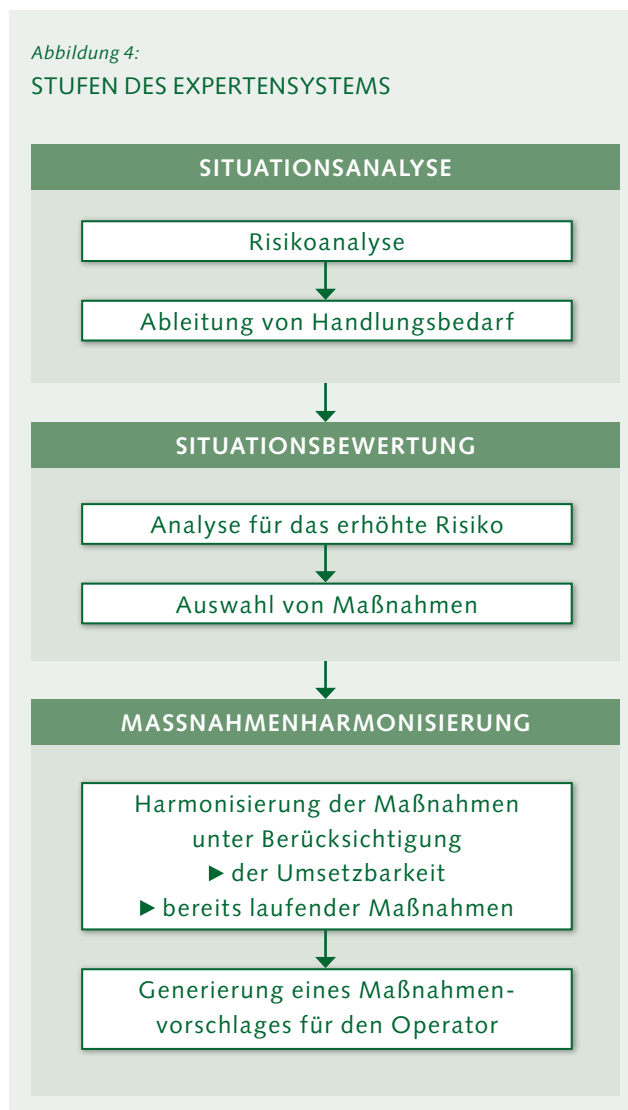 Abbildung 4:
STUFEN DES EXPERTENSYSTEMS
SITUATIONSANALYSE
Risikoanalyse
Ableitung von Handlungsbedarf
SITUATIONSBEWERTUNG
Analyse für das erhöhte Risiko
Auswahl von Maßnahmen
MASSNAHMENHARMONISIERUNG
Harmonisierung der Maßnahmen
unter Berücksichtigung
▶ der Umsetzbarkeit
▶ bereits laufender Maßnahmen
Generierung eines Maßnahmen-
vorschlages für den Operator